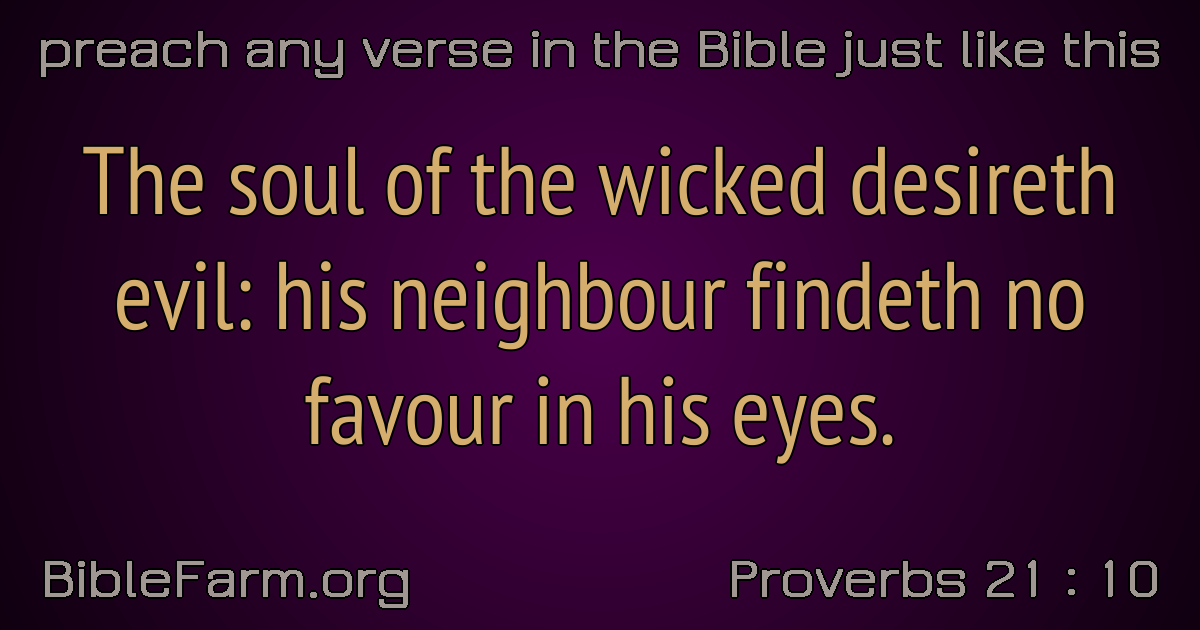 preach any verse in the Bible just like this
The soul of the wicked desireth
evil: his neighbour findeth no
favour in his eyes.
BibleFarm.org
Proverbs 21 : 10